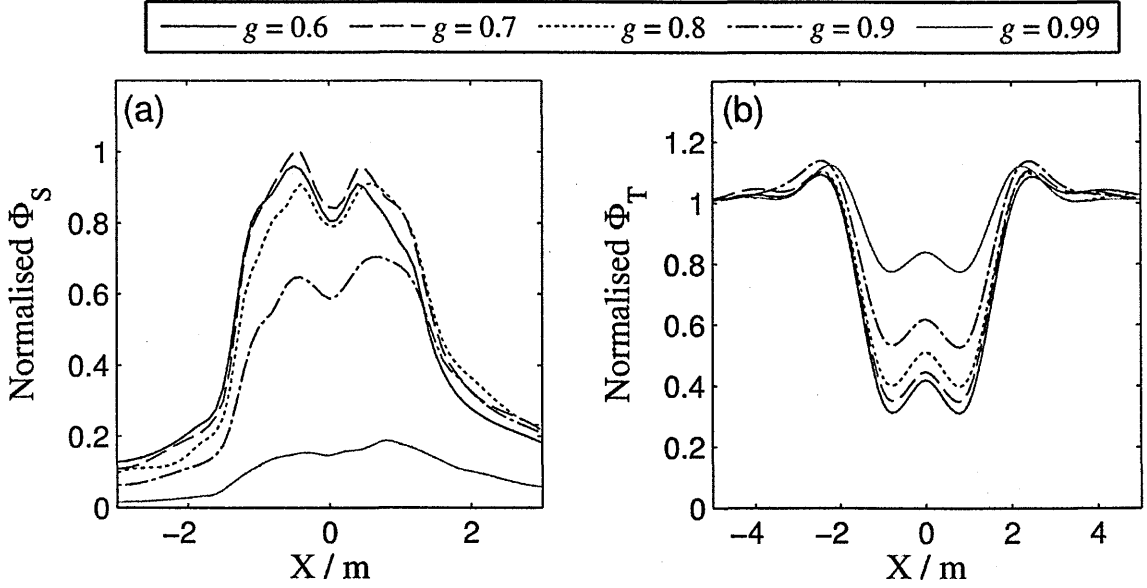 g = 0.6 g = 0.7 g = 0.8 g = 0.9 g = 0.99
(a)
1
0.8
0.6
0.4
0.2
0
−2 0 2
X / m
Normalised Φ_S
(b)
1.2
1
0.8
0.6
0.4
0.2
0
−4 −2 0 2 4
X / m
Normalised Φ_T